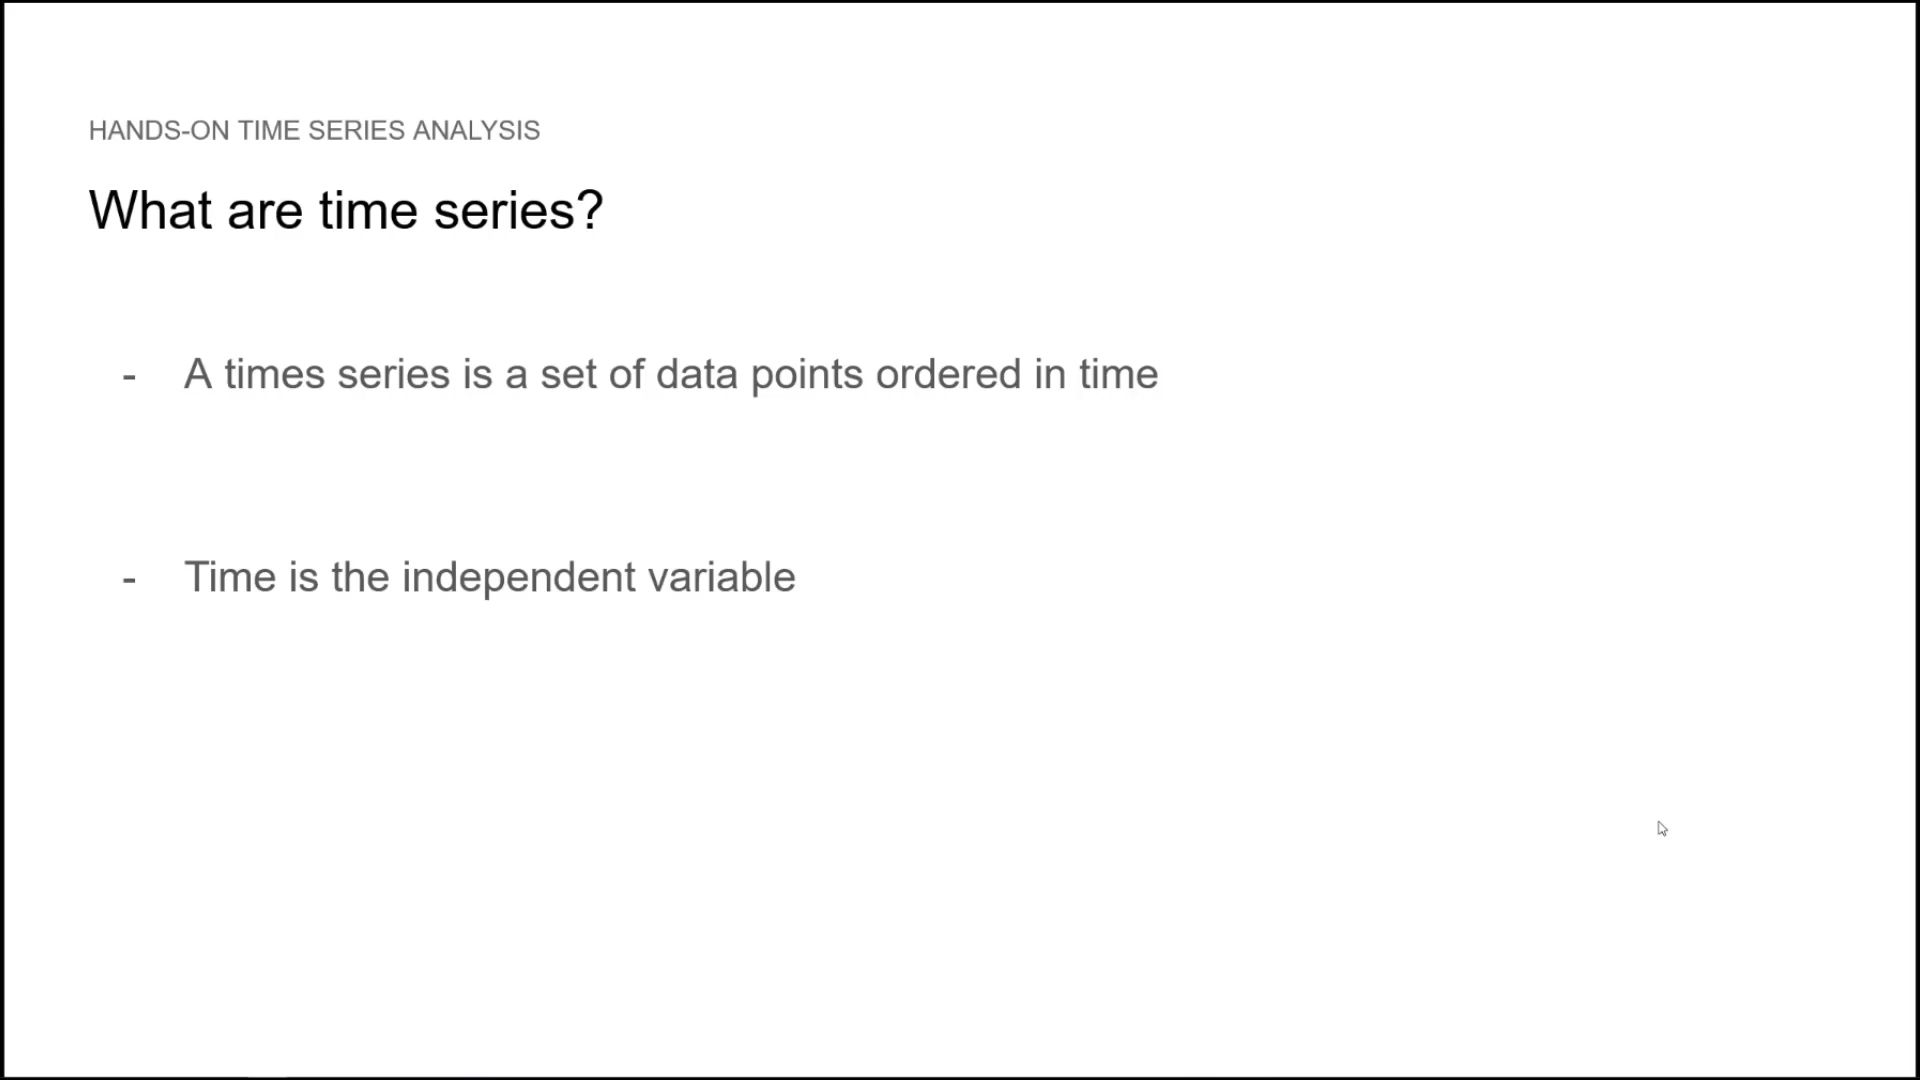 HANDS-ON TIME SERIES ANALYSIS
What are time series?
- A times series is a set of data points ordered in time
- Time is the independent variable